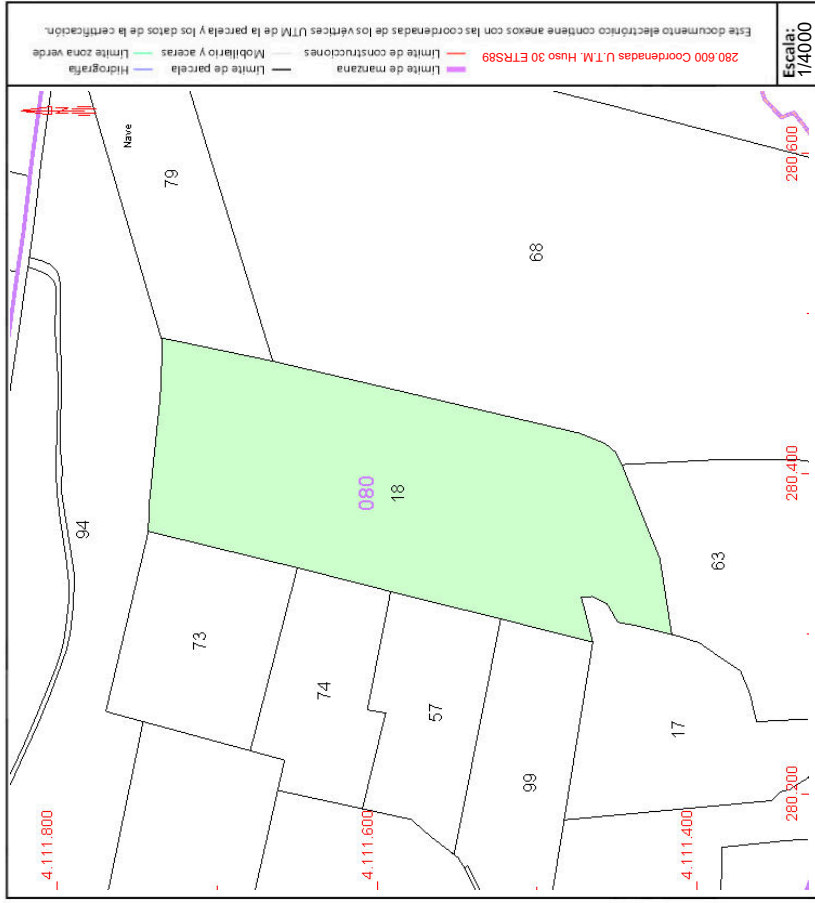 Escala:
1/4000
Este documento electrónico contiene anexos con las coordenadas de los vértices UTM de la parcela y los datos de la certificación.
280.600 Coordenadas U.T.M. Huso 30 ETRS89
Límite de manzana
Límite de parcela
Límite de construcciones
Mobiliario y aceras
Límite zona verde
Hidrografía
Nave
79
94
68
080
18
73
74
57
99
63
17
4.111.800
4.111.600
4.111.400
280.200
280.400
280.600